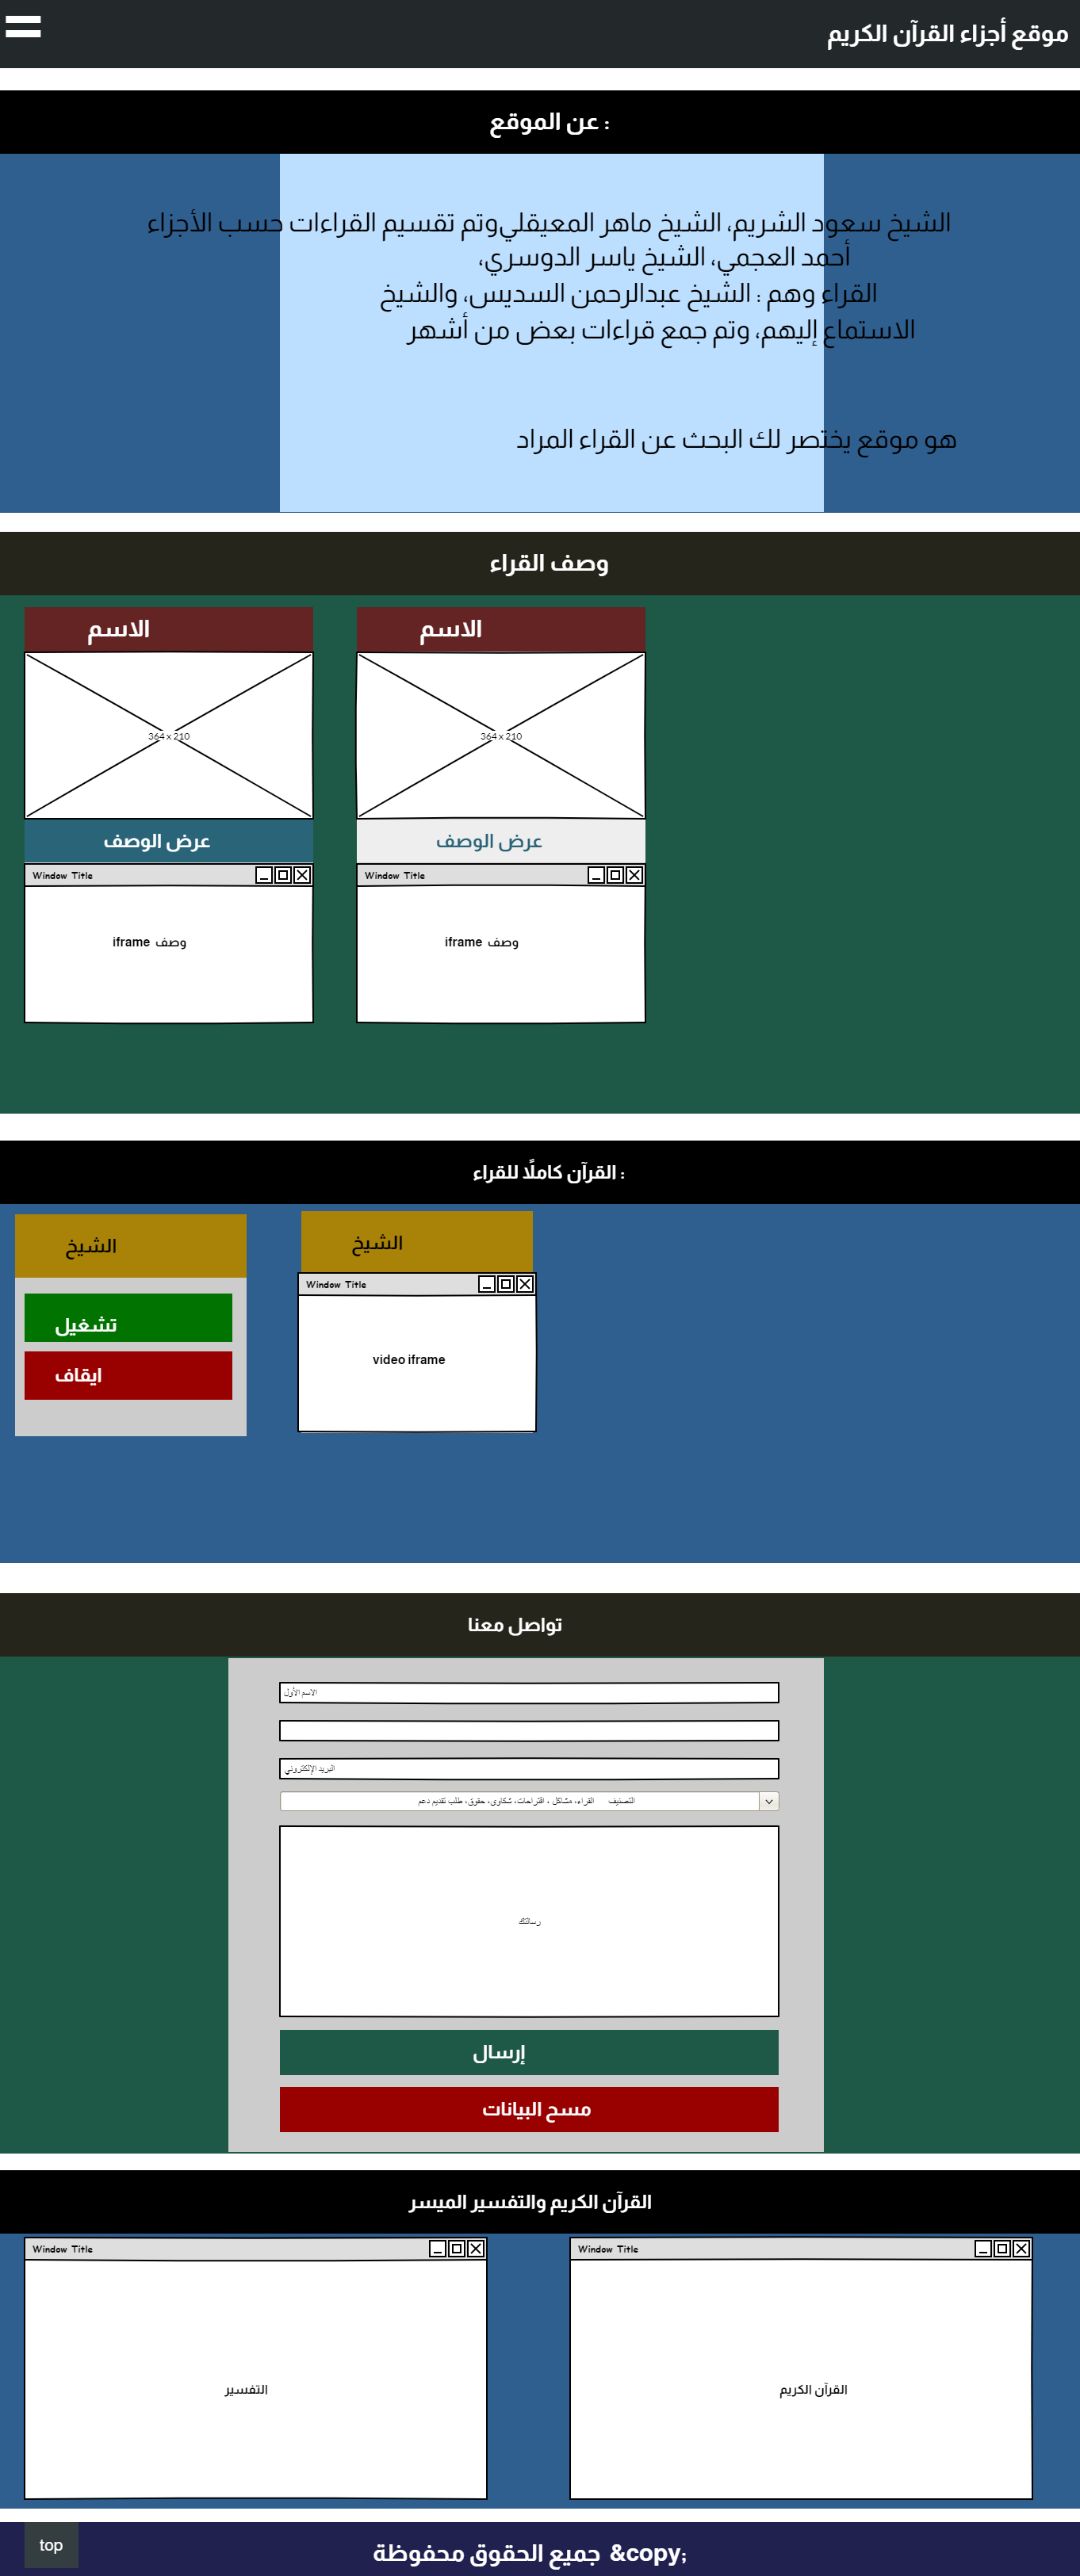 موقع أجزاء القرآن الكريم
عن الموقع :
الشيخ سعود الشريم، الشيخ ماهر المعيقليوتم تقسيم القراءات حسب الأجزاء
أحمد العجمي، الشيخ ياسر الدوسري،
القراء وهم : الشيخ عبدالرحمن السديس، والشيخ
الاستماع إليهم، وتم جمع قراءات بعض من أشهر
هو موقع يختصر لك البحث عن القراء المراد
وصف القراء
الاسم
الاسم
364 x 210
364 x 210
عرض الوصف
عرض الوصف
Window Title
Window Title
iframe وصف
iframe وصف
القرآن كاملاً للقراء :
الشيخ
الشيخ
Window Title
تشغيل
video iframe
ايقاف
تواصل معنا
الاسم الأول
البريد الإلكتروني
التصنيف القراء، مشاكل ، اقتراحات، شكاوى، حقوق، طلب تقديم دعم
رسالتك
إرسال
مسح البيانات
القرآن الكريم والتفسير الميسر
Window Title
Window Title
التفسير
القرآن الكريم
top
جميع الحقوق محفوظة &copy;